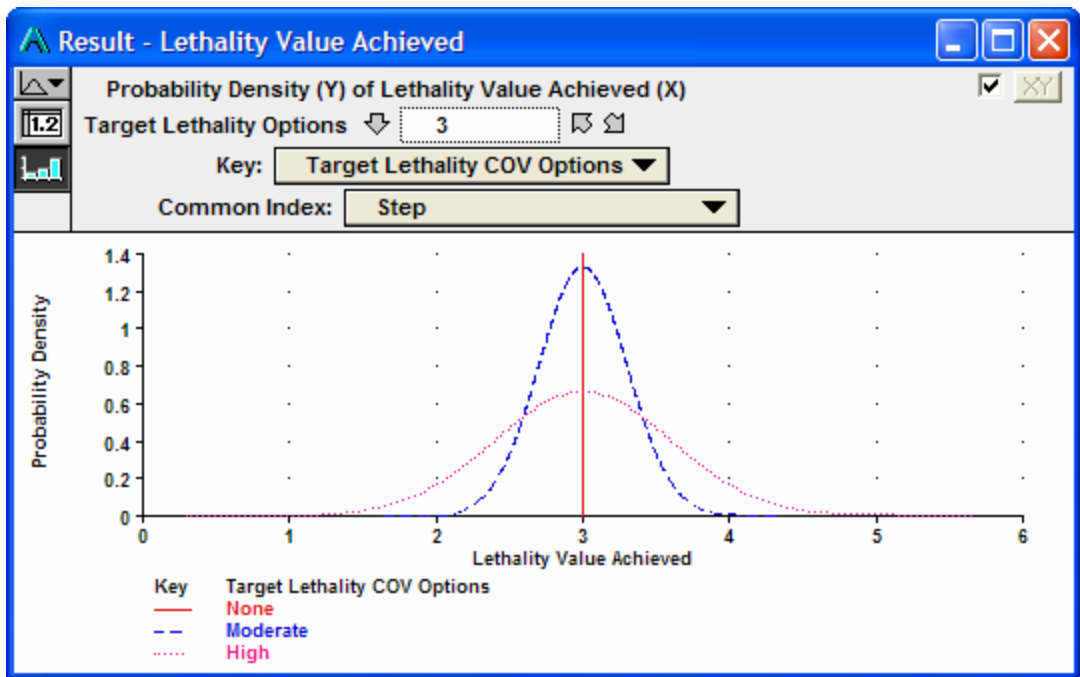 Result - Lethality Value Achieved
Probability Density (Y) of Lethality Value Achieved (X)
XY
1.2
Target Lethality Options 3
Key: Target Lethality COV Options
Common Index: Step
Probability Density
1.4
1.2
1
0.8
0.6
0.4
0.2
0
0 1 2 3 4 5 6
Lethality Value Achieved
Key Target Lethality COV Options
None
Moderate
High